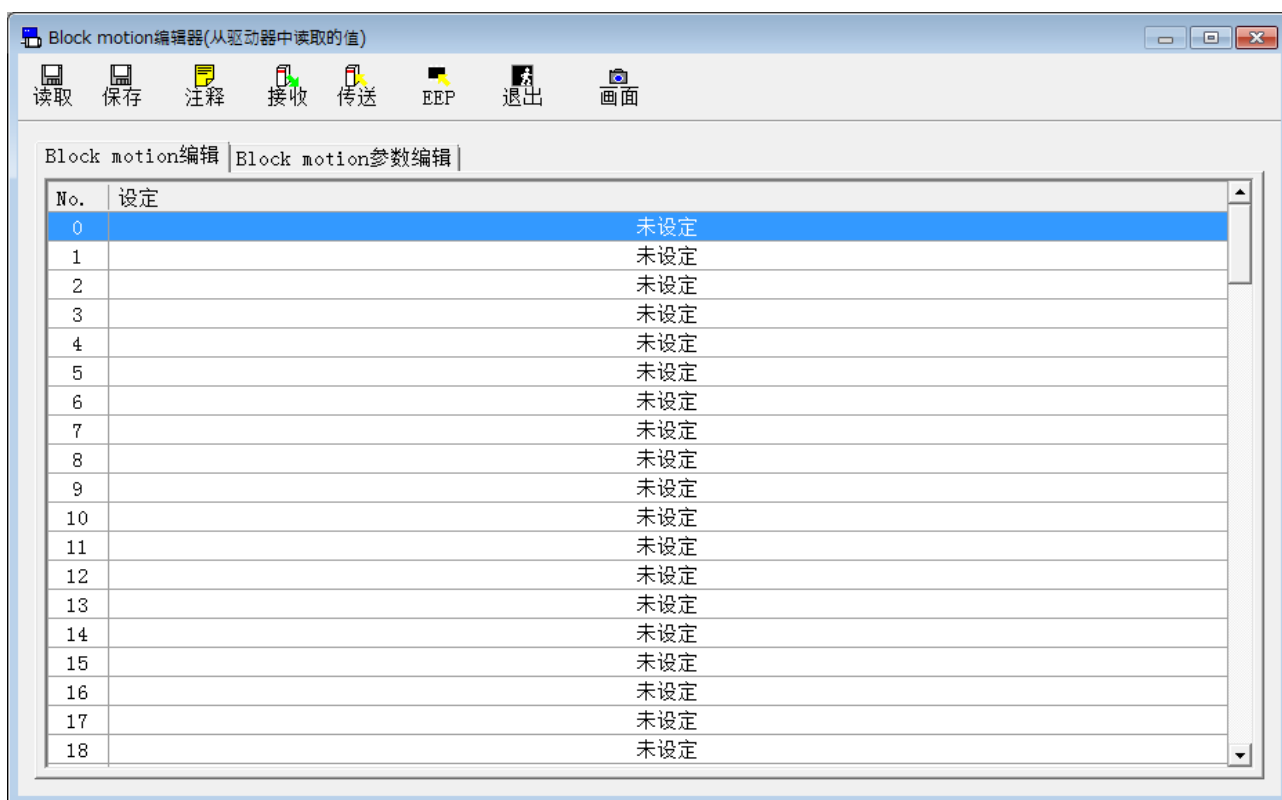 Block motion编辑器(从驱动器中读取的值)
读取 保存 注释 接收 传送 EEP 退出 画面
Block motion编辑 Block motion参数编辑
No. 设定
0 未设定
1 未设定
2 未设定
3 未设定
4 未设定
5 未设定
6 未设定
7 未设定
8 未设定
9 未设定
10 未设定
11 未设定
12 未设定
13 未设定
14 未设定
15 未设定
16 未设定
17 未设定
18 未设定